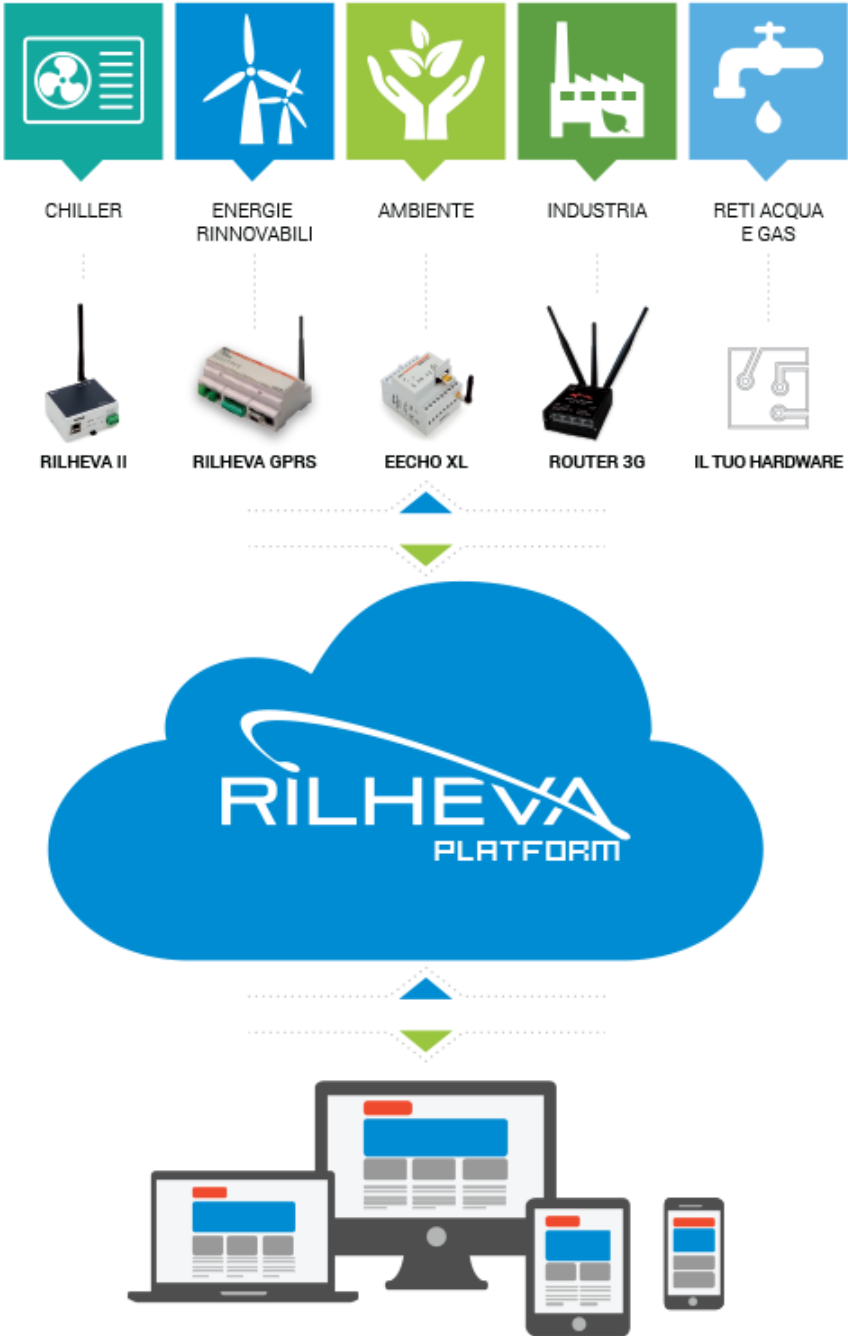 CHILLER
ENERGIE
RINNOVABILI
AMBIENTE
INDUSTRIA
RETI ACQUA
E GAS
RILHEVA II
RILHEVA GPRS
EECHO XL
ROUTER 3G
IL TUO HARDWARE
RILHEVA
PLATFORM